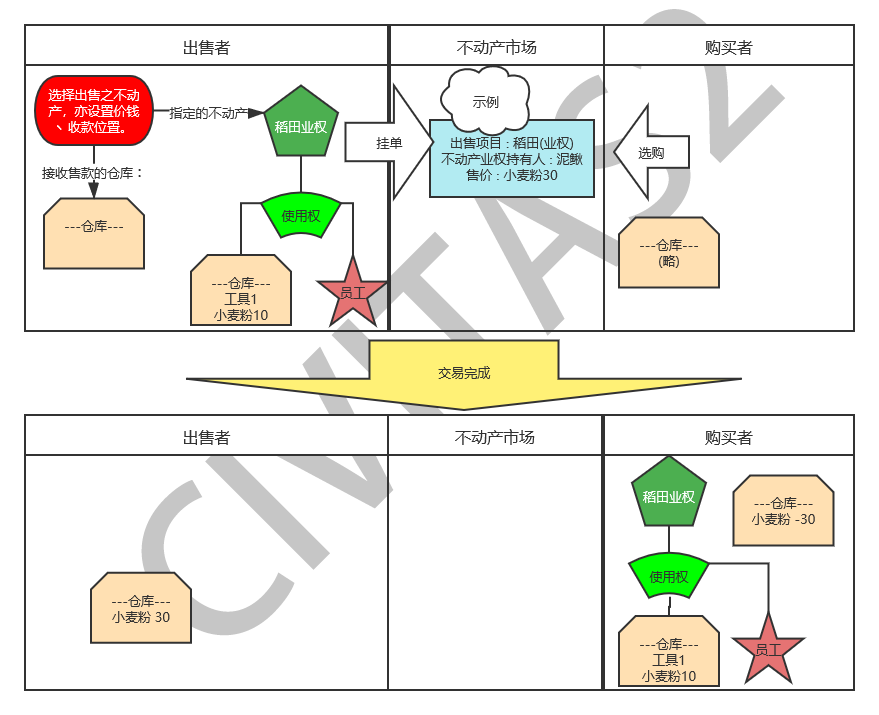 出售者
不动产市场
购买者
选择出售之不动
产，亦设置价钱
、收款位置。
指定的不动产
稻田业权
接收售款的仓库：
---仓库---
使用权
---仓库---
工具1
小麦粉10
员工
挂单
示例
出售项目 : 稻田(业权)
不动产业权持有人 : 泥鳅
售价 : 小麦粉30
选购
---仓库---
(略)
交易完成
出售者
不动产市场
购买者
---仓库---
小麦粉 30
稻田业权
---仓库---
小麦粉 -30
使用权
---仓库---
工具1
小麦粉10
员工
CIVITAS2